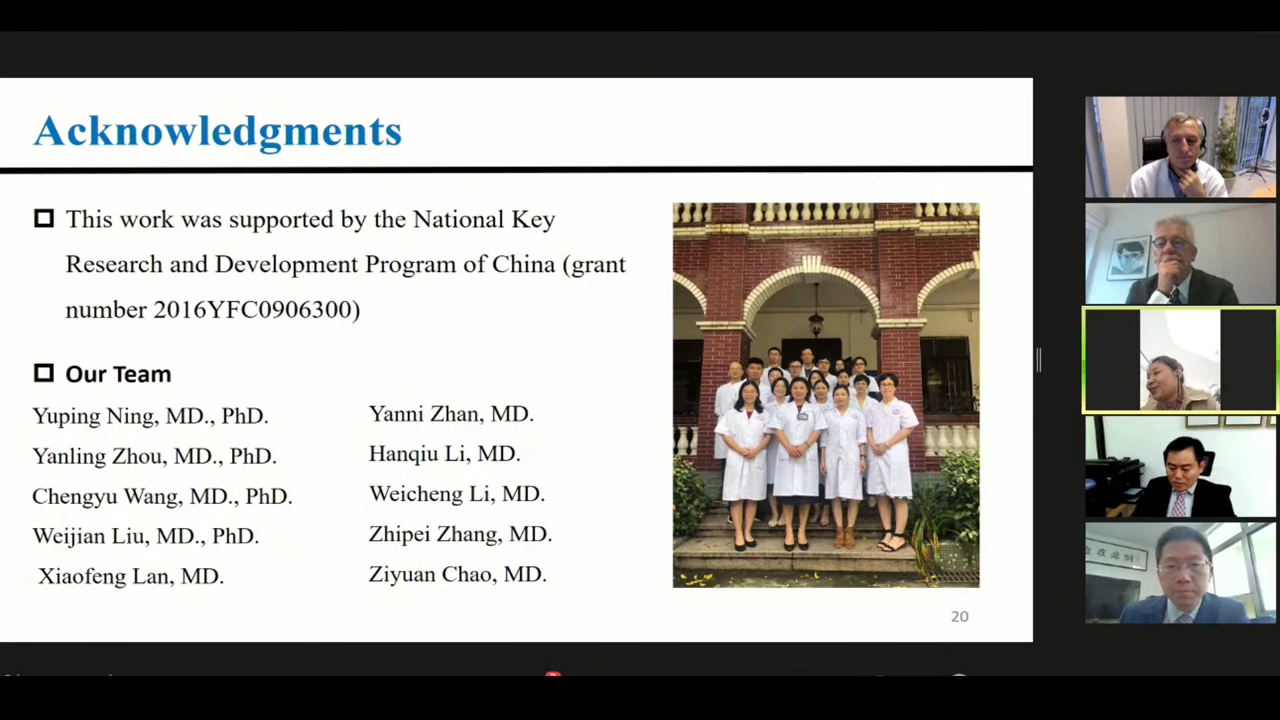 Acknowledgments
This work was supported by the National Key
Research and Development Program of China (grant
number 2016YFC0906300)
Our Team
Yuping Ning, MD., PhD.
Yanling Zhou, MD., PhD.
Chengyu Wang, MD., PhD.
Weijian Liu, MD., PhD.
Xiaofeng Lan, MD.
Yanni Zhan, MD.
Hanqiu Li, MD.
Weicheng Li, MD.
Zhipei Zhang, MD.
Ziyuan Chao, MD.
20